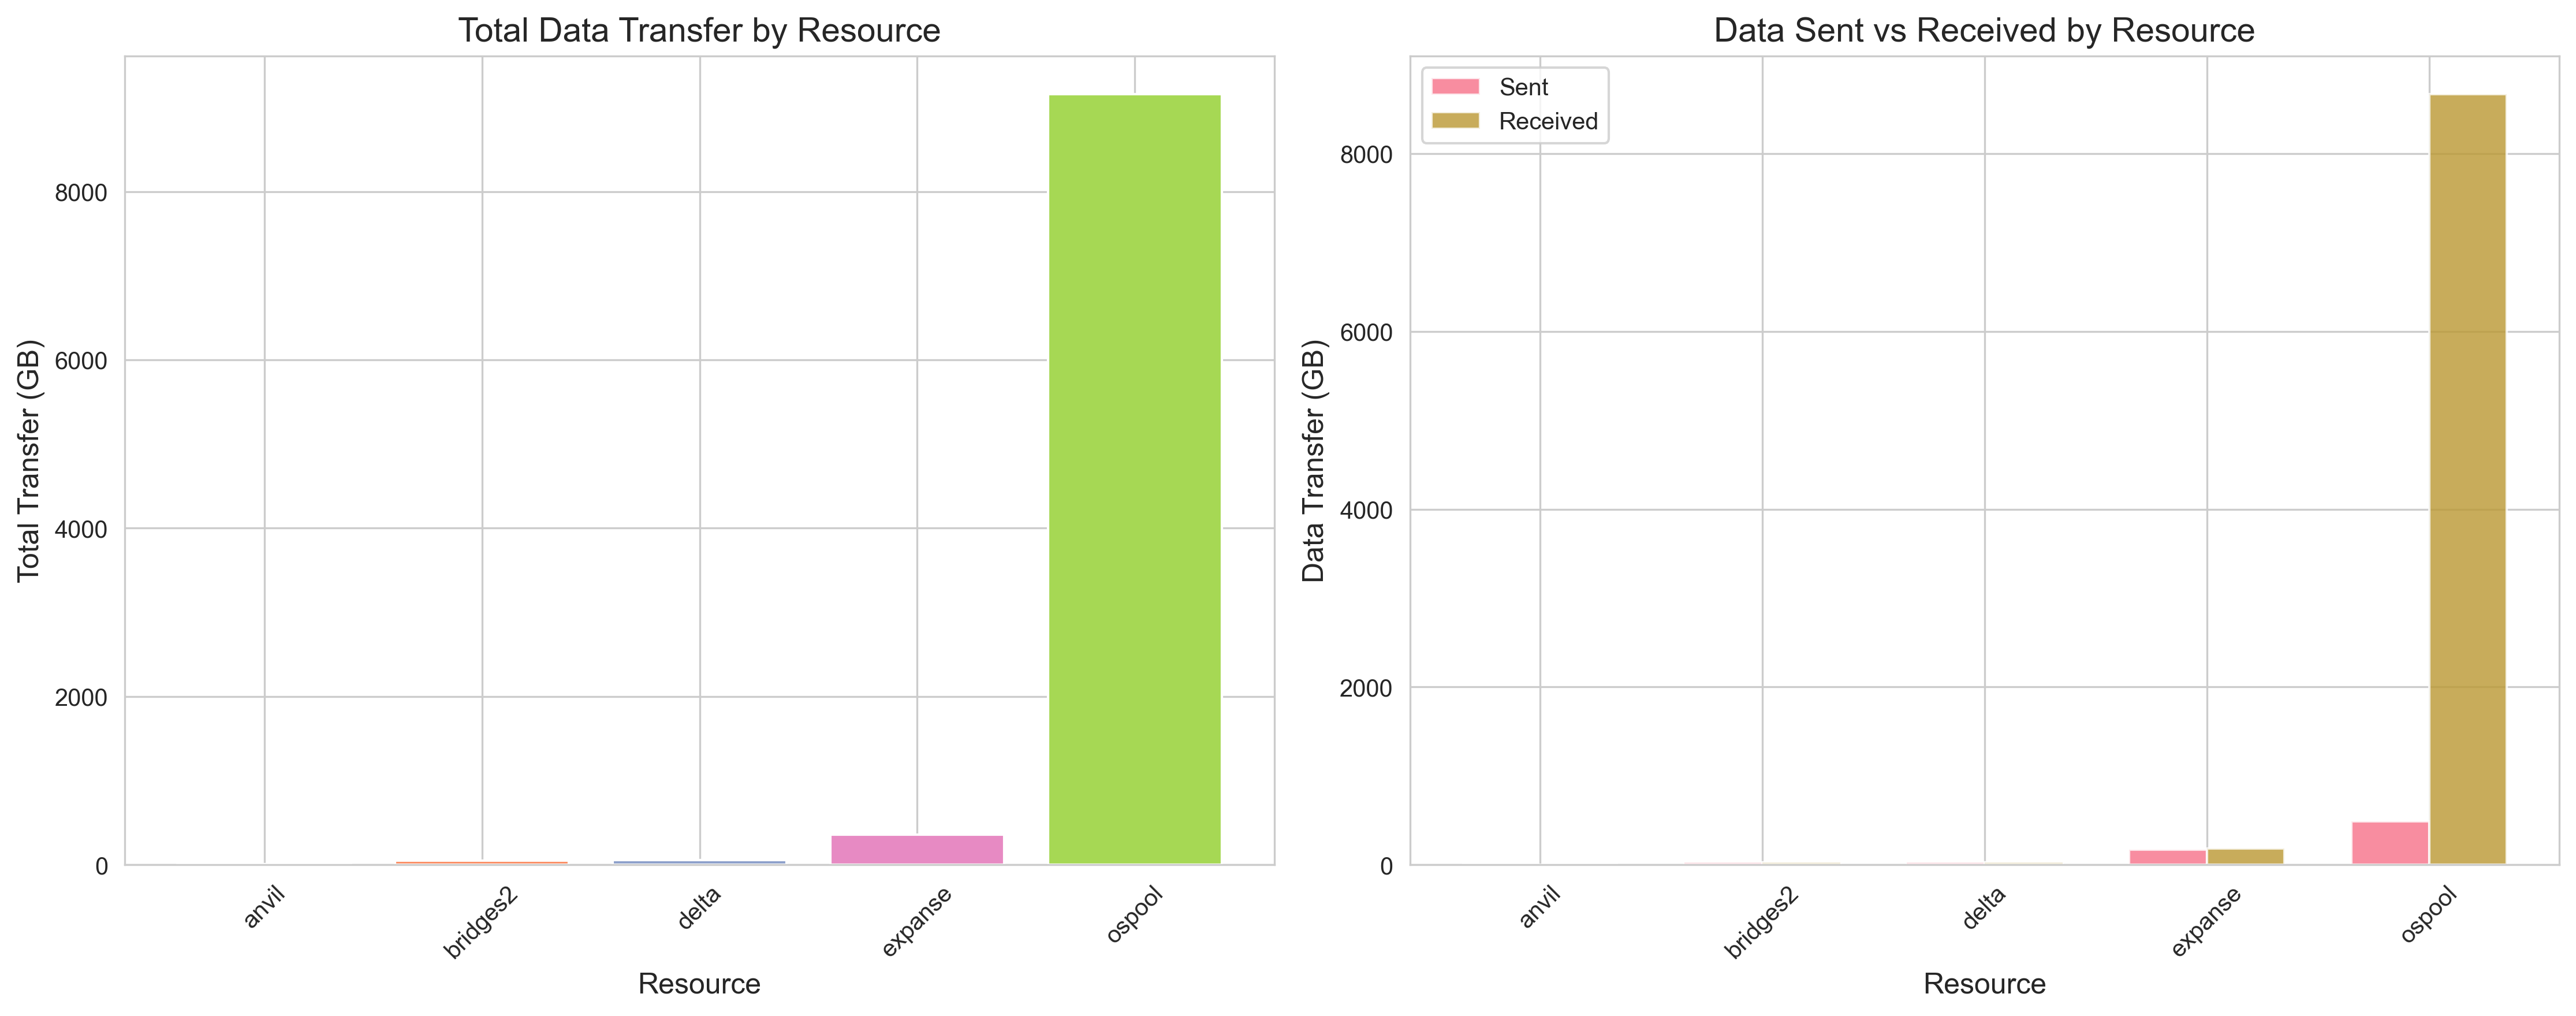 Total Data Transfer by Resource
Total Transfer (GB)
8000
6000
4000
2000
0
anvil
bridges2
delta
expanse
ospool
Resource
Data Sent vs Received by Resource
Sent
Received
Data Transfer (GB)
8000
6000
4000
2000
0
anvil
bridges2
delta
expanse
ospool
Resource